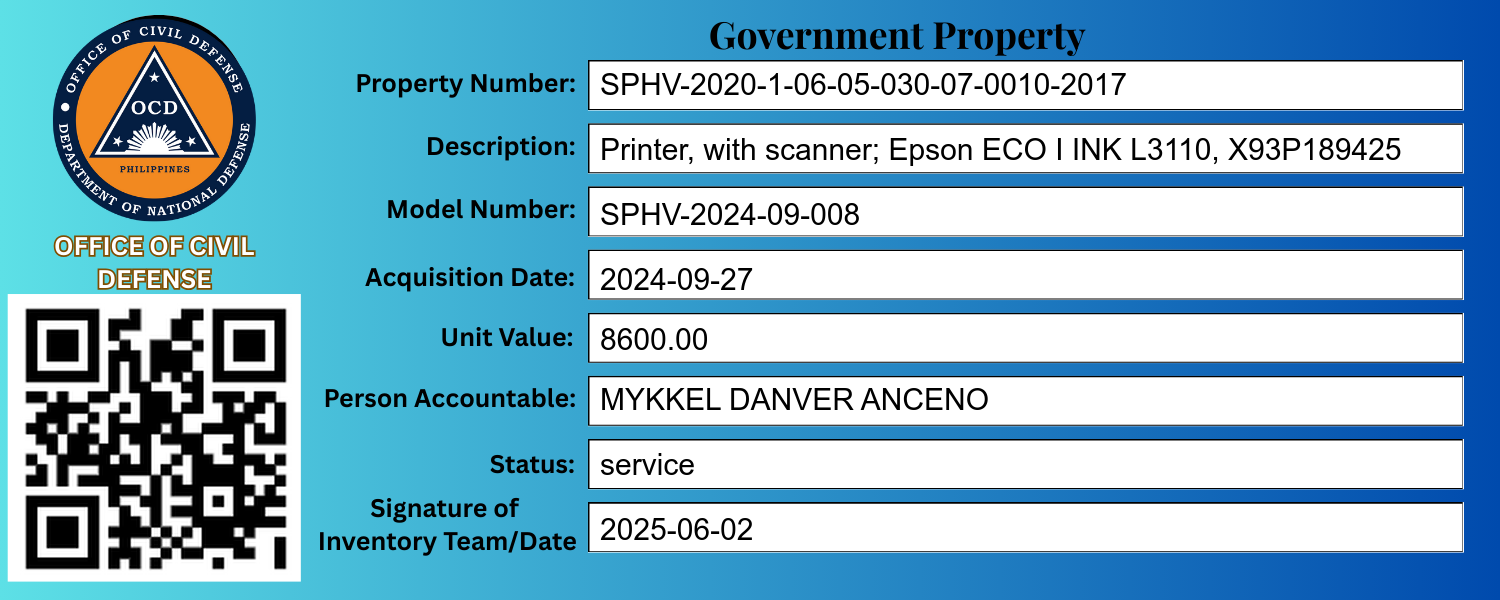 OFFICE OF CIVIL DEFENSE
OCD
PHILIPPINES
DEPARTMENT OF NATIONAL DEFENSE
OFFICE OF CIVIL
DEFENSE
Government Property
Property Number: SPHV-2020-1-06-05-030-07-0010-2017
Description: Printer, with scanner; Epson ECO I INK L3110, X93P189425
Model Number: SPHV-2024-09-008
Acquisition Date: 2024-09-27
Unit Value: 8600.00
Person Accountable: MYKKEL DANVER ANCENO
Status: service
Signature of
Inventory Team/Date 2025-06-02